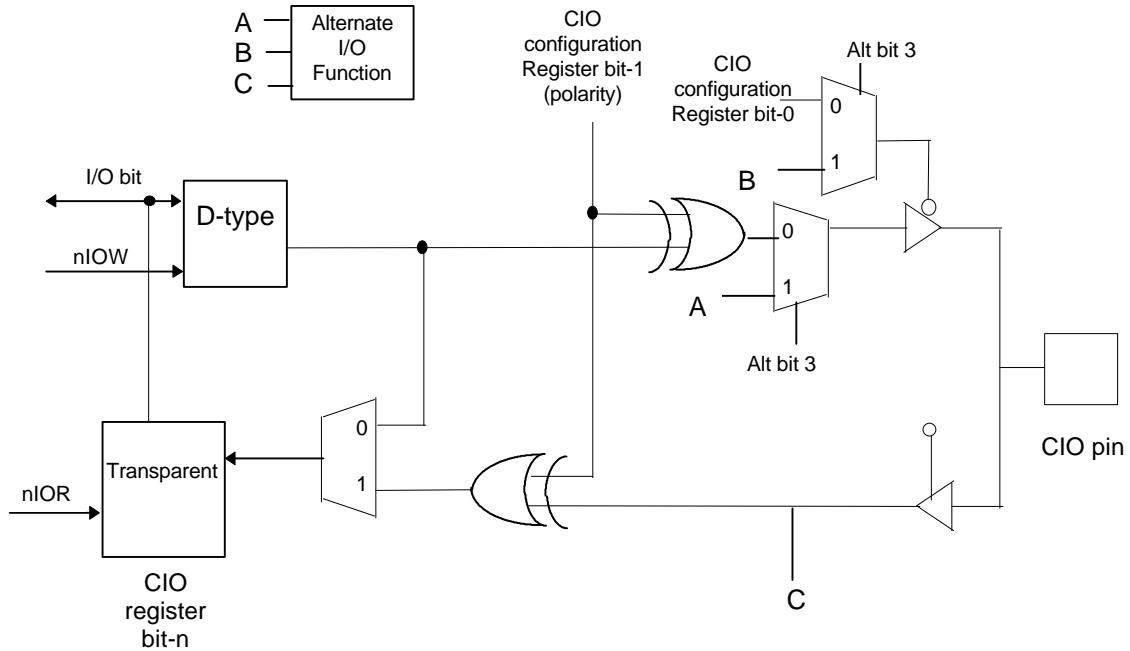 A
B
C
Alternate
I/O
Function
CIO
configuration
Register bit-1
(polarity)
CIO
configuration
Register bit-0
Alt bit 3
0
1
B
I/O bit
D-type
nIOW
0
1
A
Alt bit 3
CIO pin
0
1
Transparent
nIOR
CIO
register
bit-n
C